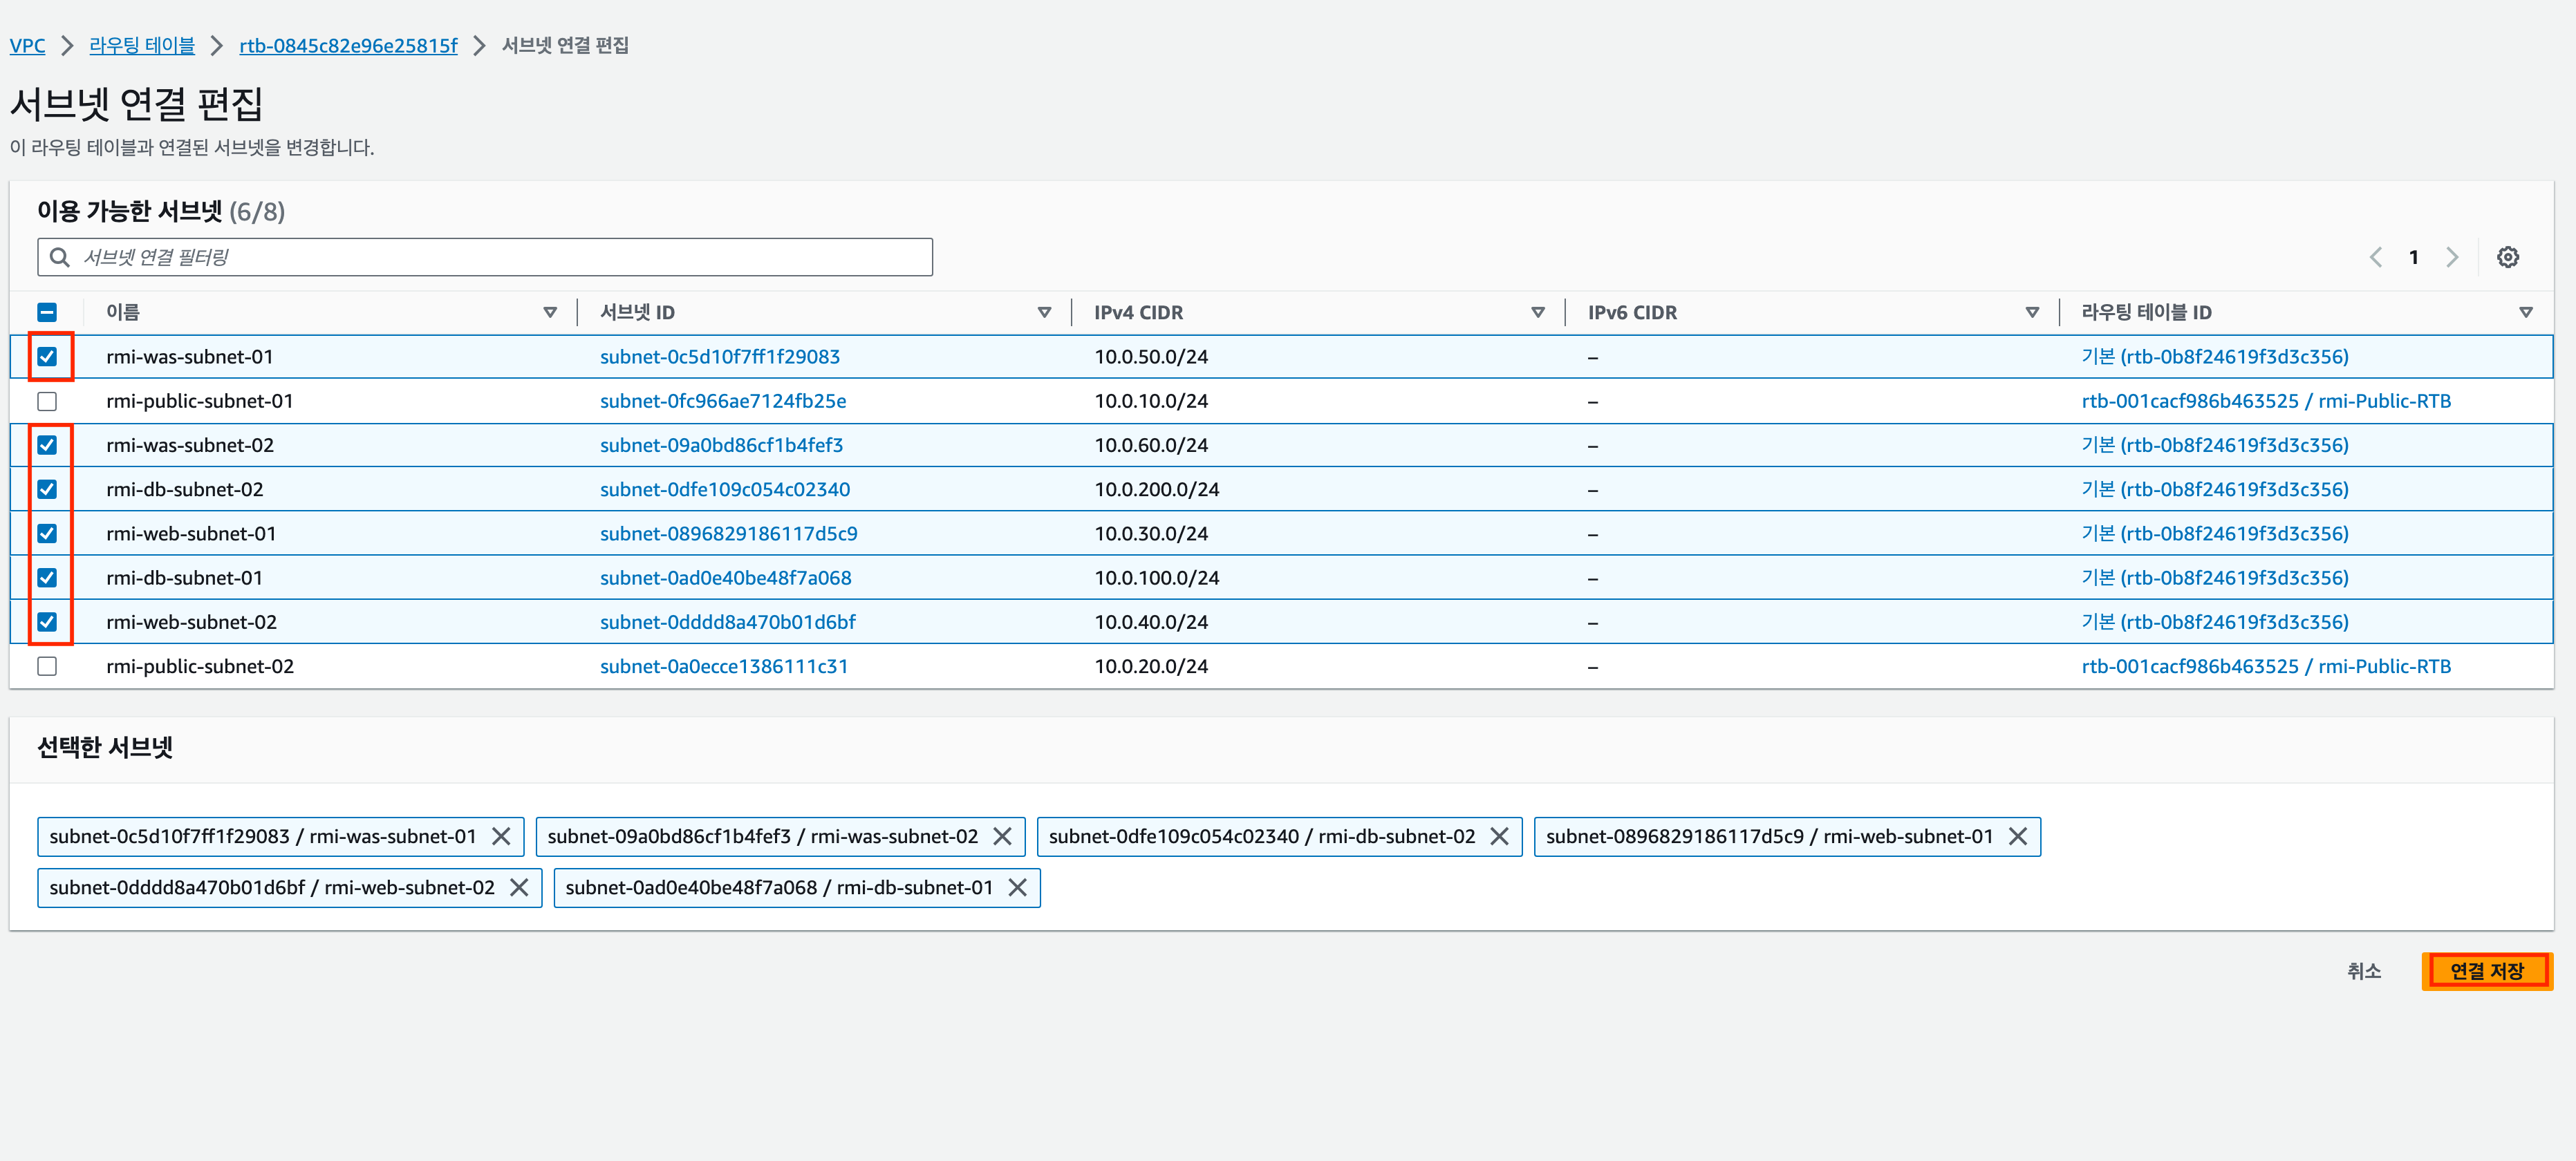 VPC > 라우팅 테이블 > rtb-0845c82e96e25815f > 서브넷 연결 편집
서브넷 연결 편집
이 라우팅 테이블과 연결된 서브넷을 변경합니다.
이용 가능한 서브넷 (6/8)
서브넷 연결 필터링
1
이름 서브넷 ID IPv4 CIDR IPv6 CIDR 라우팅 테이블 ID
rmi-was-subnet-01 subnet-0c5d10f7ff1f29083 10.0.50.0/24 – 기본 (rtb-0b8f24619f3d3c356)
rmi-public-subnet-01 subnet-0fc966ae7124fb25e 10.0.10.0/24 – rtb-001cacf986b463525 / rmi-Public-RTB
rmi-was-subnet-02 subnet-09a0bd86cf1b4fef3 10.0.60.0/24 – 기본 (rtb-0b8f24619f3d3c356)
rmi-db-subnet-02 subnet-0dfe109c054c02340 10.0.200.0/24 – 기본 (rtb-0b8f24619f3d3c356)
rmi-web-subnet-01 subnet-0896829186117d5c9 10.0.30.0/24 – 기본 (rtb-0b8f24619f3d3c356)
rmi-db-subnet-01 subnet-0ad0e40be48f7a068 10.0.100.0/24 – 기본 (rtb-0b8f24619f3d3c356)
rmi-web-subnet-02 subnet-0dddd8a470b01d6bf 10.0.40.0/24 – 기본 (rtb-0b8f24619f3d3c356)
rmi-public-subnet-02 subnet-0a0ecce1386111c31 10.0.20.0/24 – rtb-001cacf986b463525 / rmi-Public-RTB
선택한 서브넷
subnet-0c5d10f7ff1f29083 / rmi-was-subnet-01 subnet-09a0bd86cf1b4fef3 / rmi-was-subnet-02 subnet-0dfe109c054c02340 / rmi-db-subnet-02 subnet-0896829186117d5c9 / rmi-web-subnet-01
subnet-0dddd8a470b01d6bf / rmi-web-subnet-02 subnet-0ad0e40be48f7a068 / rmi-db-subnet-01
취소 연결 저장